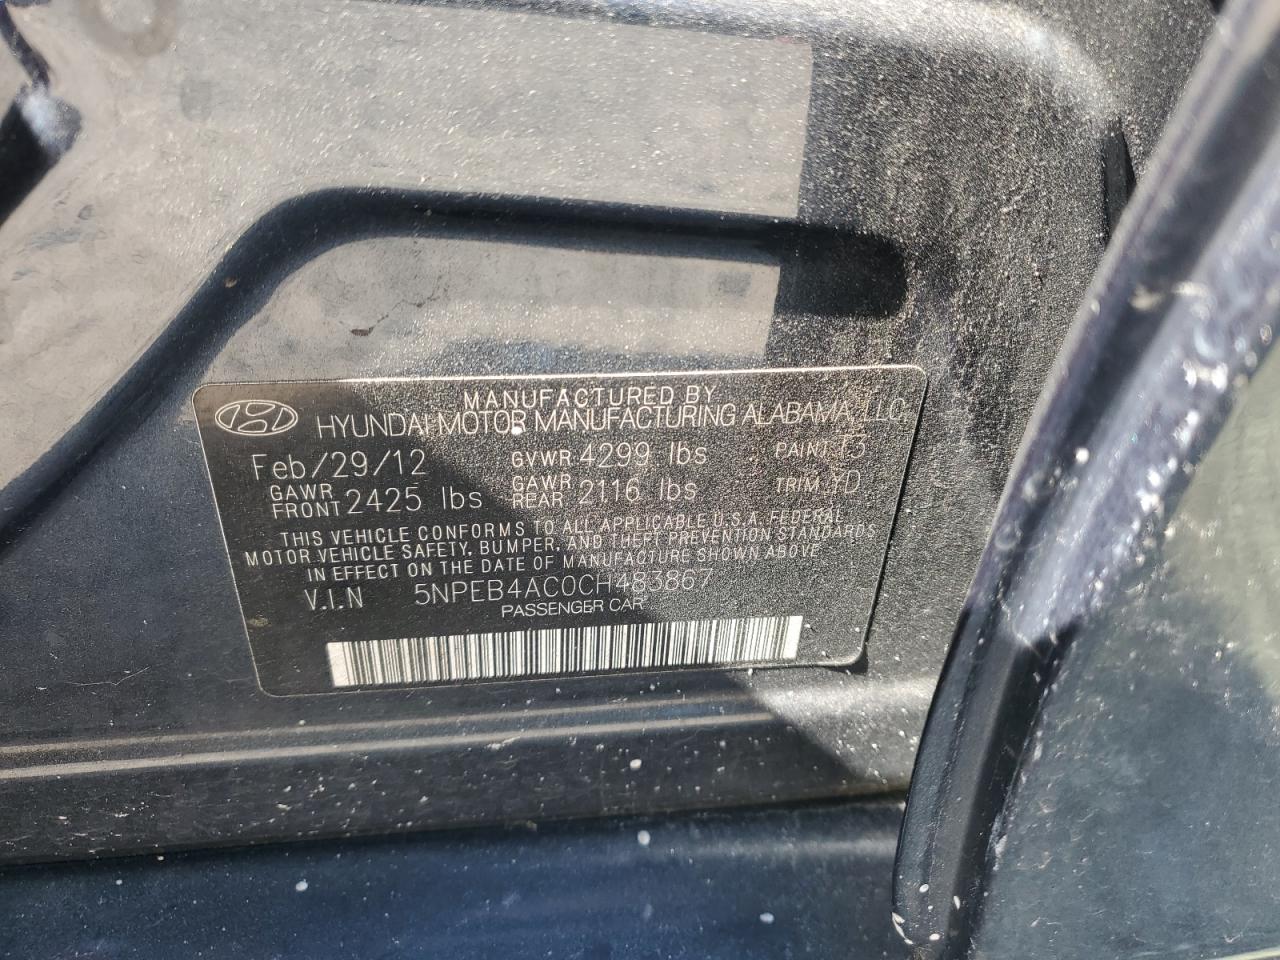 MANUFACTURED BY
HYUNDAI MOTOR MANUFACTURING ALABAMA, LLC
Feb/29/12 GVWR 4299 lbs PAINT T3
GAWR FRONT 2425 lbs GAWR REAR 2116 lbs TRIM YD
THIS VEHICLE CONFORMS TO ALL APPLICABLE U.S.A. FEDERAL
MOTOR VEHICLE SAFETY, BUMPER, AND THEFT PREVENTION STANDARDS
IN EFFECT ON THE DATE OF MANUFACTURE SHOWN ABOVE
V.I.N 5NPEB4AC0CH483867
PASSENGER CAR